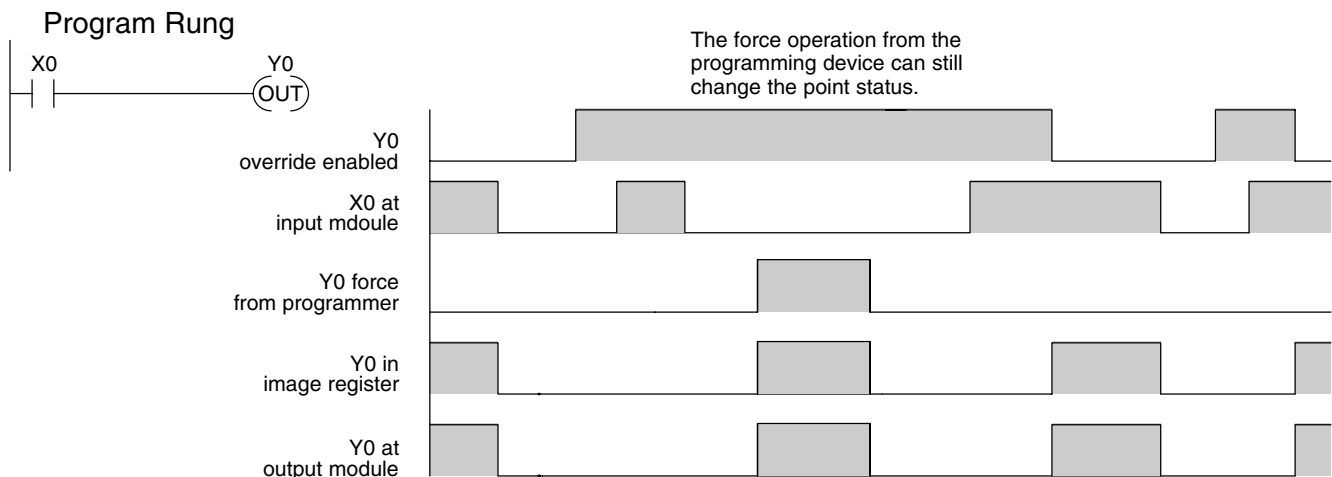 Program Rung
X0
Y0
OUT
The force operation from the
programming device can still
change the point status.
Y0
override enabled
X0 at
input mdoule
Y0 force
from programmer
Y0 in
image register
Y0 at
output module